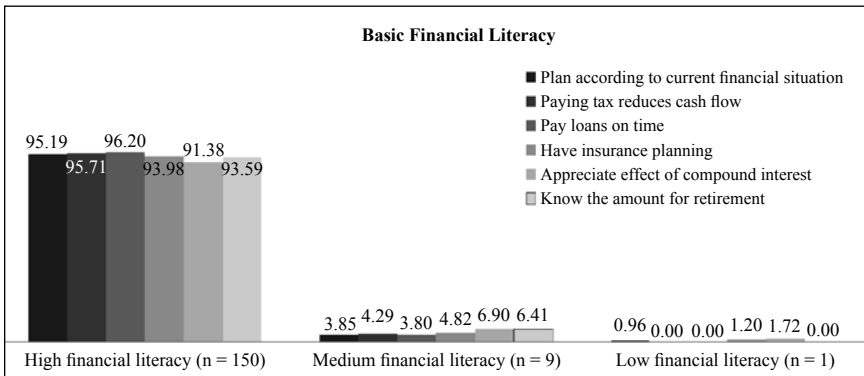 Basic Financial Literacy
Plan according to current financial situation
Paying tax reduces cash flow
Pay loans on time
Have insurance planning
Appreciate effect of compound interest
Know the amount for retirement
95.19 95.71 96.20 93.98 91.38 93.59
3.85 4.29 3.80 4.82 6.90 6.41
0.96 0.00 0.00 1.20 1.72 0.00
High financial literacy (n = 150) Medium financial literacy (n = 9) Low financial literacy (n = 1)